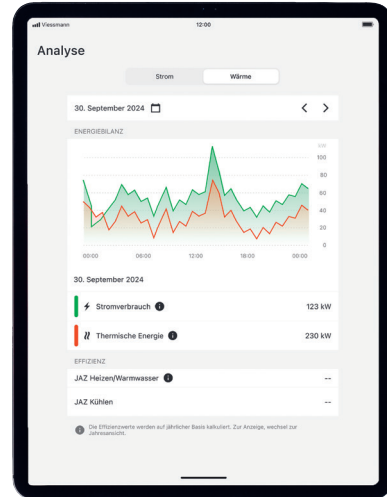 Viessmann 12:00
Analyse
Strom Wärme
30. September 2024
ENERGIEBILANZ
kW
100
80
60
40
20
0
00:00 06:00 12:00 18:00 00:00
30. September 2024
Stromverbrauch 123 kW
Thermische Energie 230 kW
EFFIZIENZ
JAZ Heizen/Warmwasser --
JAZ Kühlen --
Die Effizienzwerte werden auf jährlicher Basis kalkuliert. Zur Anzeige, wechsel zur
Jahresansicht.